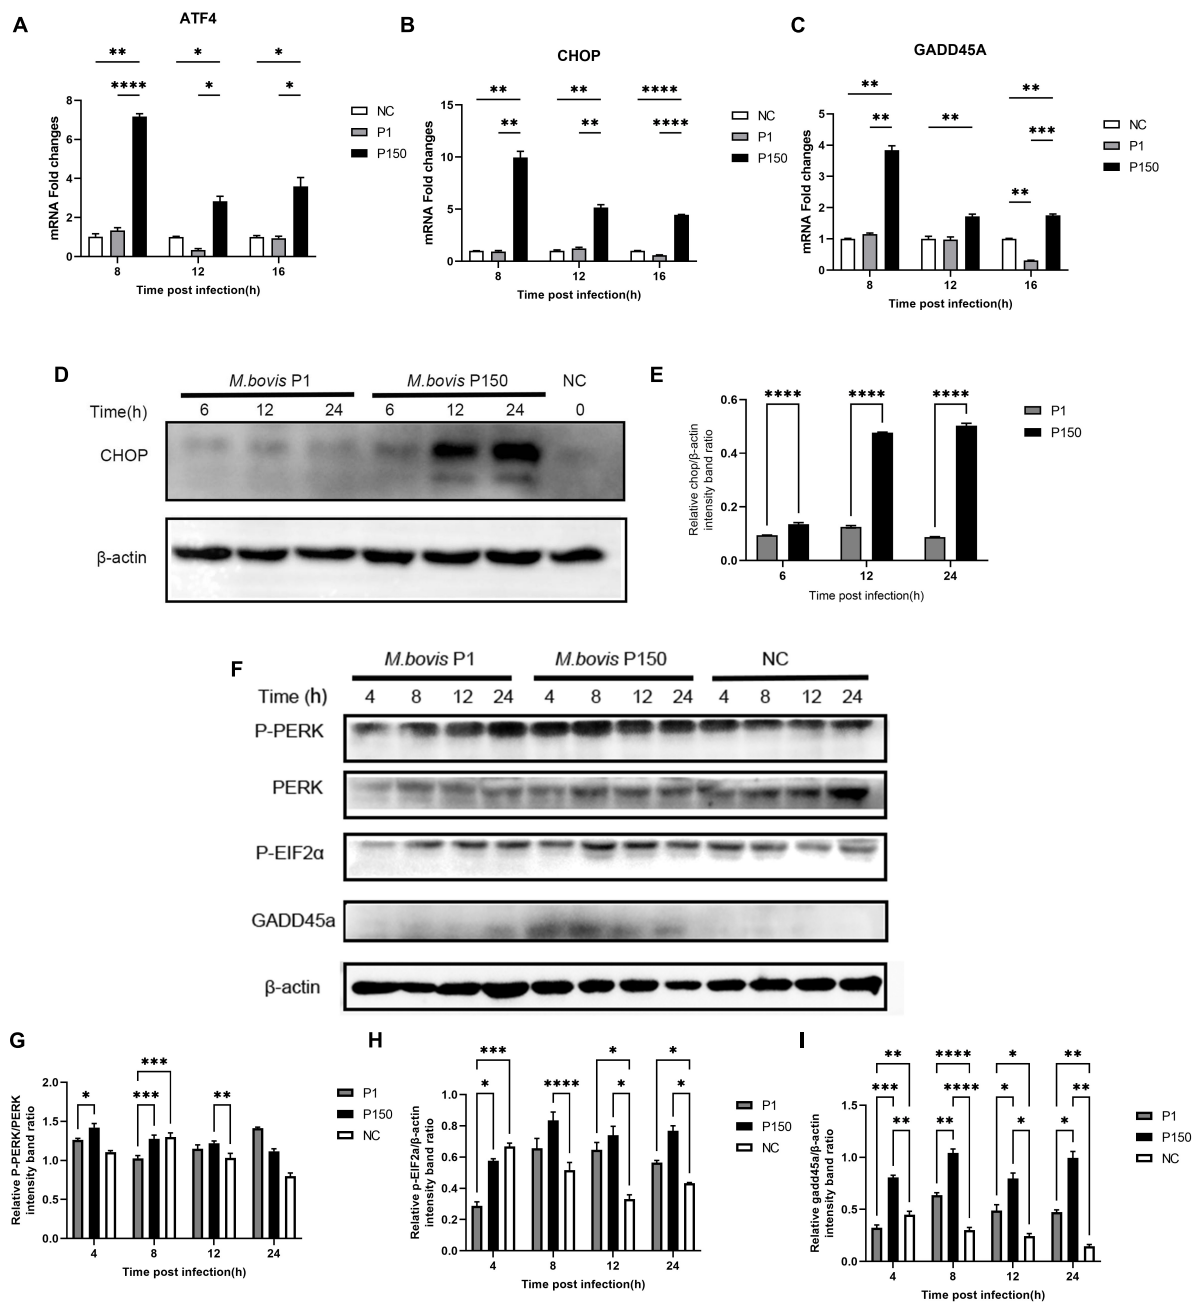 A
ATF4
**
*
*
****
*
*
8
6
4
2
0
mRNA Fold changes
8
12
16
Time post infection(h)
NC
P1
P150
B
CHOP
**
**
****
**
**
****
15
10
5
0
mRNA Fold changes
8
12
16
Time post infection(h)
NC
P1
P150
C
GADD45A
**
**
**
**
***
**
5
4
3
2
1
0
mRNA Fold changes
8
12
16
Time post infection(h)
NC
P1
P150
D
M.bovis P1
M.bovis P150
NC
Time(h)
6
12
24
6
12
24
0
CHOP
β-actin
E
****
****
****
0.6
0.4
0.2
0.0
Relative chop/β-actin
intensity band ratio
6
12
24
Time post infection(h)
P1
P150
F
M.bovis P1
M.bovis P150
NC
Time (h)
4
8
12
24
4
8
12
24
4
8
12
24
P-PERK
PERK
P-EIF2α
GADD45a
β-actin
G
***
*
***
**
2.0
1.5
1.0
0.5
0.0
Relative P-PERK/PERK
intensity band ratio
4
8
12
24
Time post infection(h)
P1
P150
NC
H
***
*
*
*
****
*
*
1.0
0.8
0.6
0.4
0.2
0.0
Relative p-EIF2a/β-actin
intensity band ratio
4
8
12
24
Time post infection(h)
P1
P150
NC
I
**
****
*
**
***
****
*
**
**
**
*
*
1.5
1.0
0.5
0.0
Relative gadd45a/β-actin
intensity band ratio
4
8
12
24
Time post infection(h)
P1
P150
NC